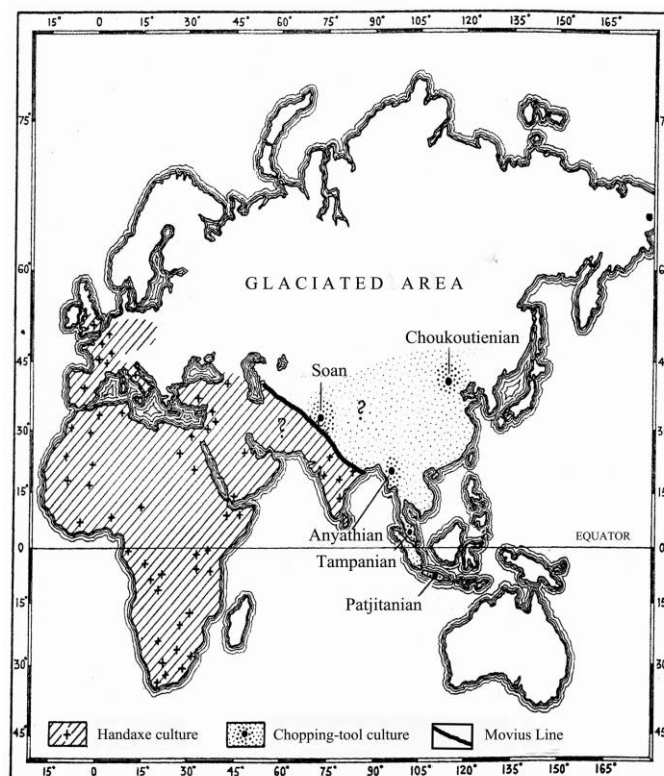 15° 0° 15° 30° 45° 60° 75° 90° 105° 120° 135° 150° 165°
75°
60°
GLACIATED AREA
Choukoutienian
45°
Soan
? ?
30°
15°
Anyathian
EQUATOR
0 0
Tampanian
Patjitanian
15°
30°
45°
Handaxe culture Chopping-tool culture Movius Line
15° 0 15° 30° 45° 60° 75° 90° 105° 120° 135° 150° 165°